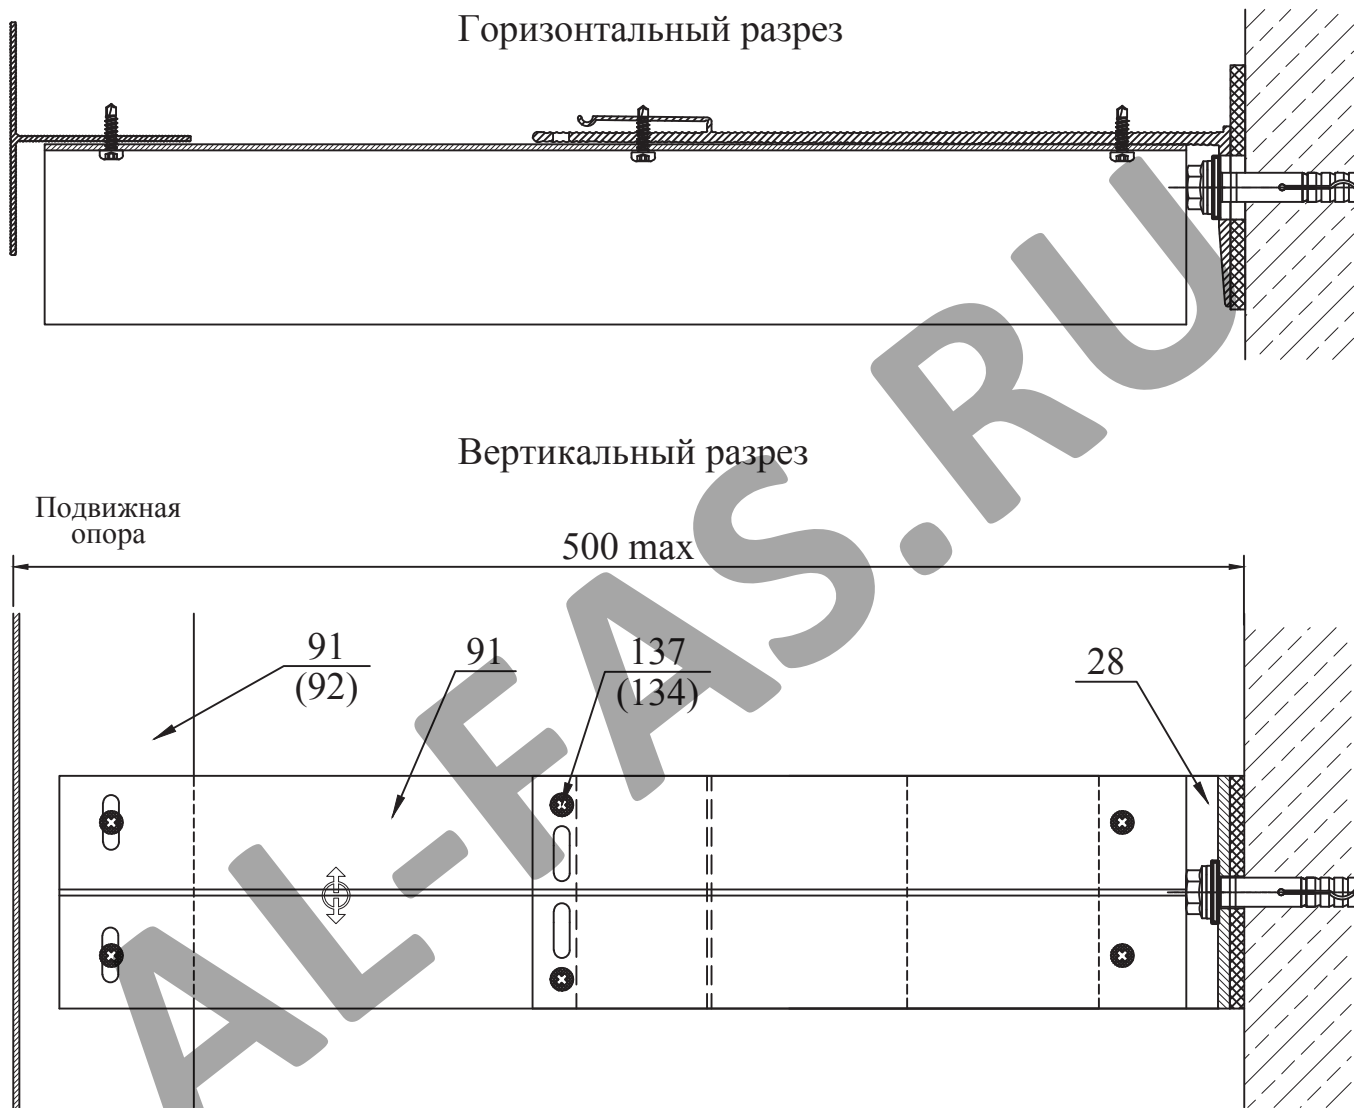 Горизонтальный разрез
Вертикальный разрез
Подвижная
опора
500 max
91
(92)
91
137
(134)
28
AL-FAS.RU